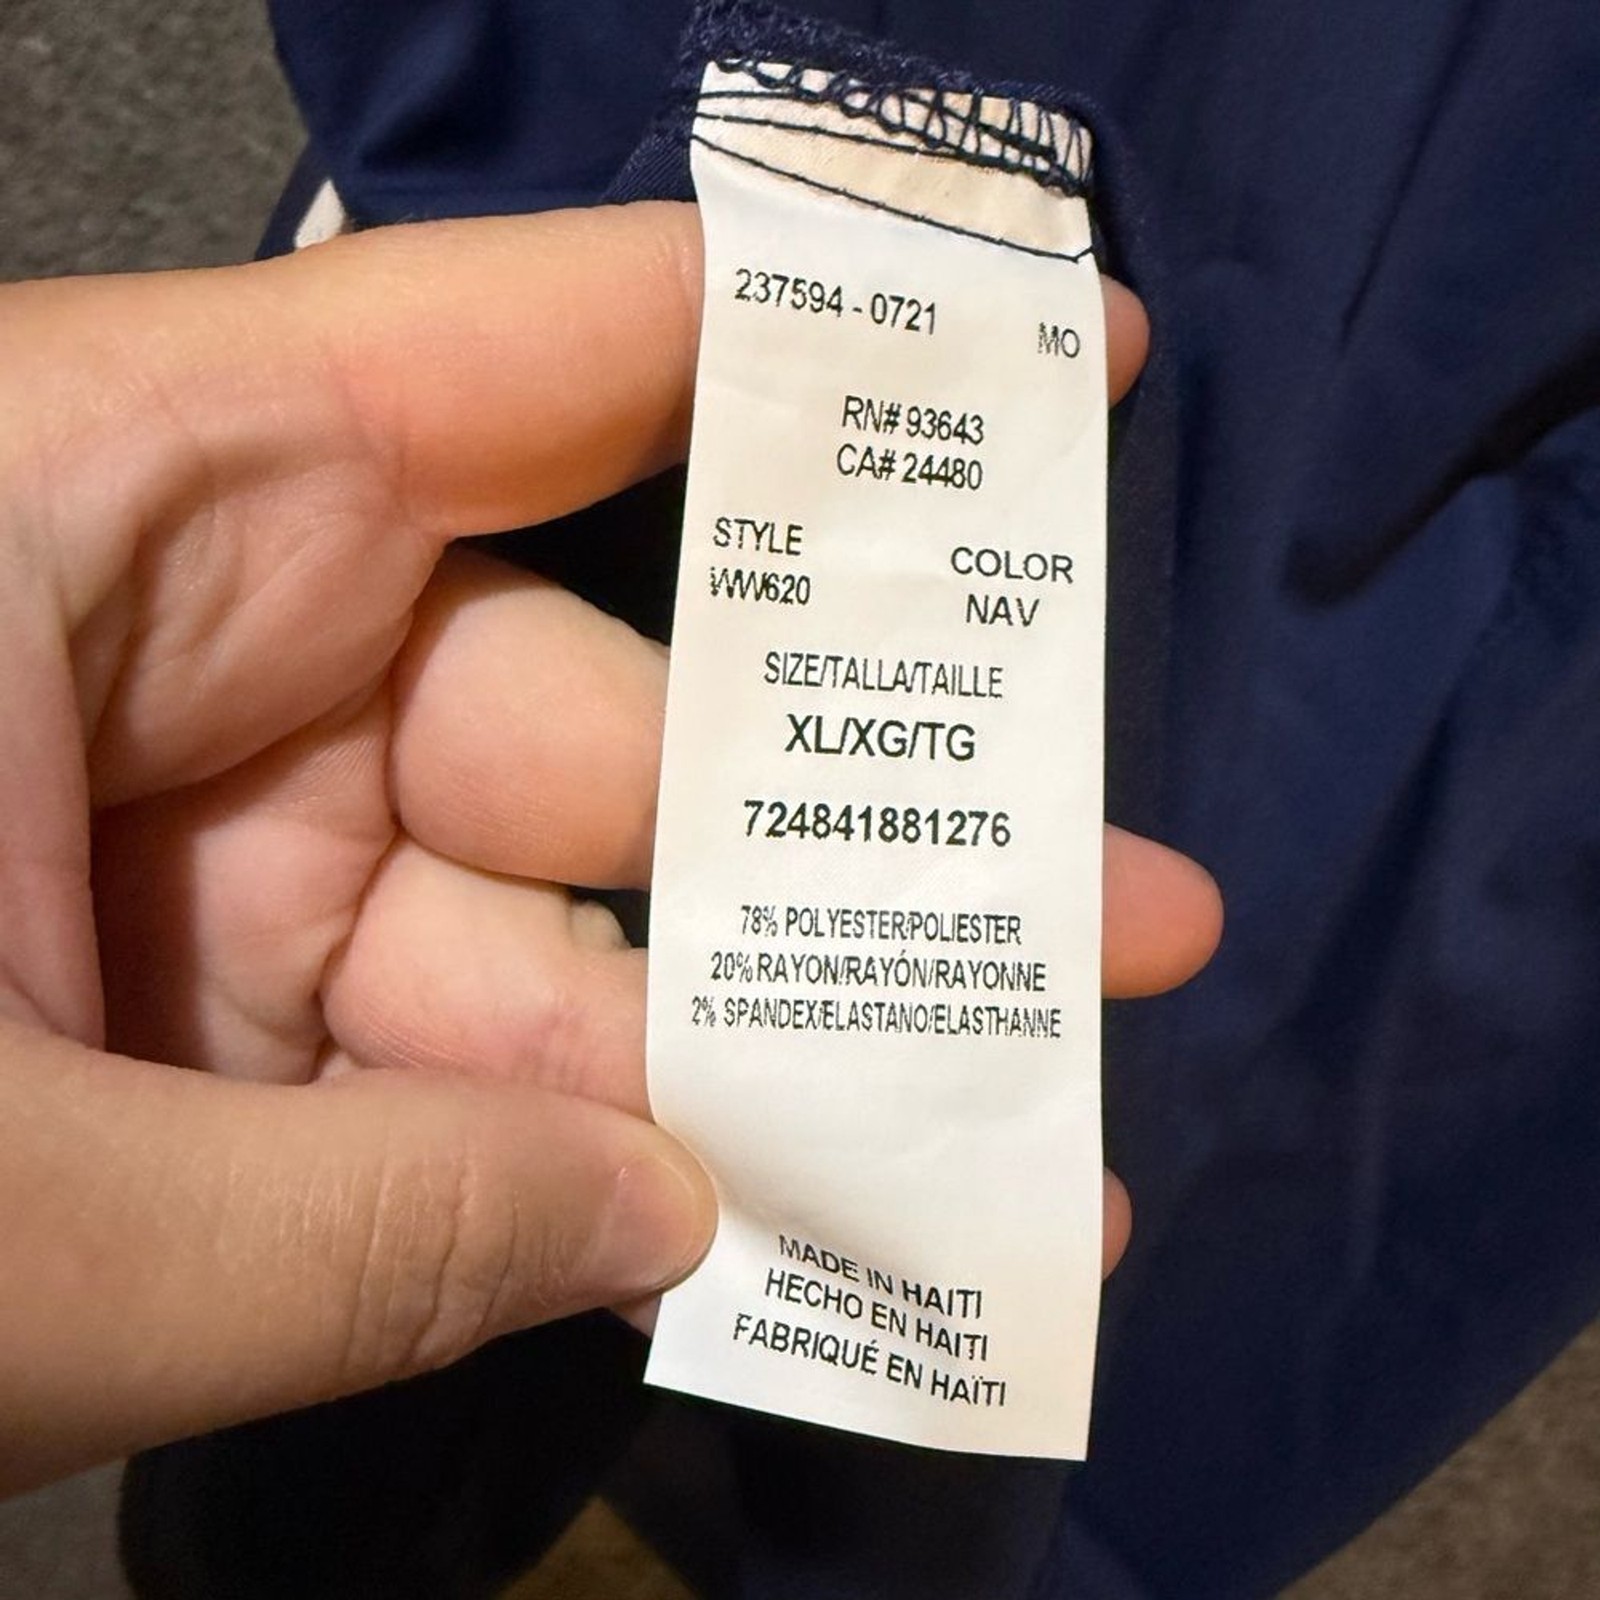 237594 - 0721
MO
RN# 93643
CA# 24480
STYLE
WW620
COLOR
NAV
SIZE/TALLA/TAILLE
XL/XG/TG
724841881276
78% POLYESTER/POLIESTER
20% RAYON/RAYÓN/RAYONNE
2% SPANDEX/ELASTANO/ELASTHANNE
MADE IN HAITI
HECHO EN HAITI
FABRIQUÉ EN HAÏTI